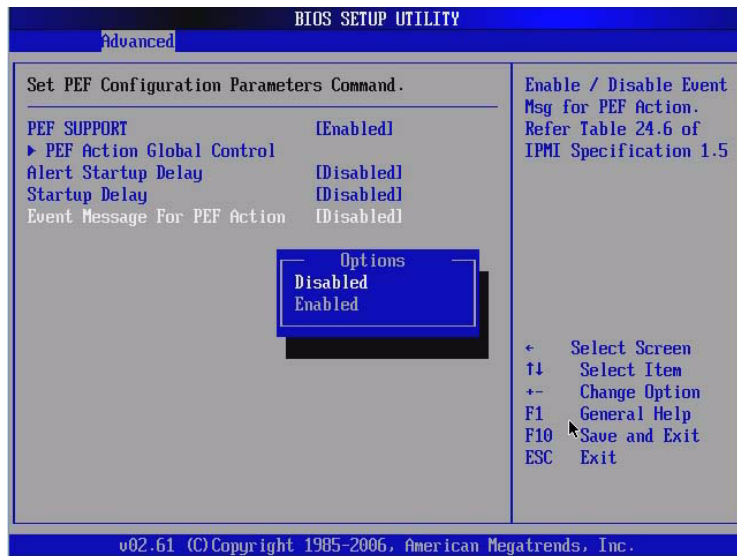 BIOS SETUP UTILITY
Advanced
Set PEF Configuration Parameters Command.
PEF SUPPORT [Enabled]
▶ PEF Action Global Control
Alert Startup Delay [Disabled]
Startup Delay [Disabled]
Event Message For PEF Action [Disabled]
Options
Disabled
Enabled
Enable / Disable Event
Msg for PEF Action.
Refer Table 24.6 of
IPMI Specification 1.5
← Select Screen
↑↓ Select Item
+- Change Option
F1 General Help
F10 Save and Exit
ESC Exit
v02.61 (C)Copyright 1985-2006, American Megatrends, Inc.